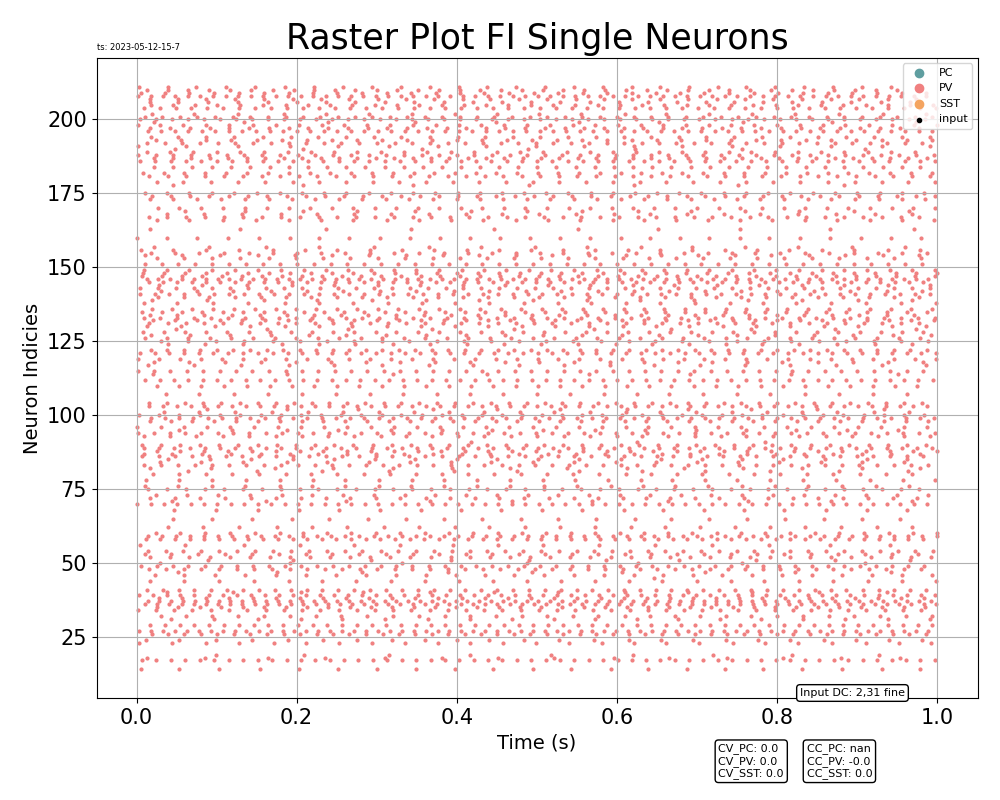 Raster Plot FI Single Neurons
ts: 2023-05-12-15-7
PC
PV
SST
input
200
175
150
125
100
75
50
25
Neuron Indicies
0.0
0.2
0.4
0.6
0.8
1.0
Time (s)
Input DC: 2,31 fine
CV_PC: 0.0
CV_PV: 0.0
CV_SST: 0.0
CC_PC: nan
CC_PV: -0.0
CC_SST: 0.0